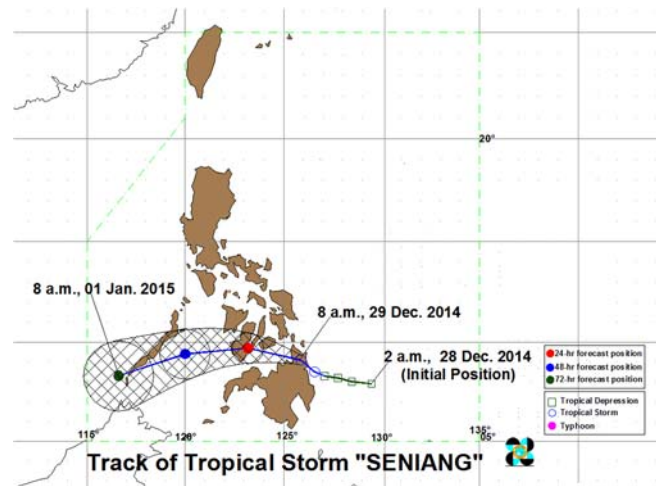 20°
8 a.m., 01 Jan. 2015
8 a.m., 29 Dec. 2014
2 a.m., 28 Dec. 2014
(Initial Position)
24-hr forecast position
48-hr forecast position
72-hr forecast position
Tropical Depression
Tropical Storm
Typhoon
115° 120° 125° 130° 135°
5°
Track of Tropical Storm "SENIANG"